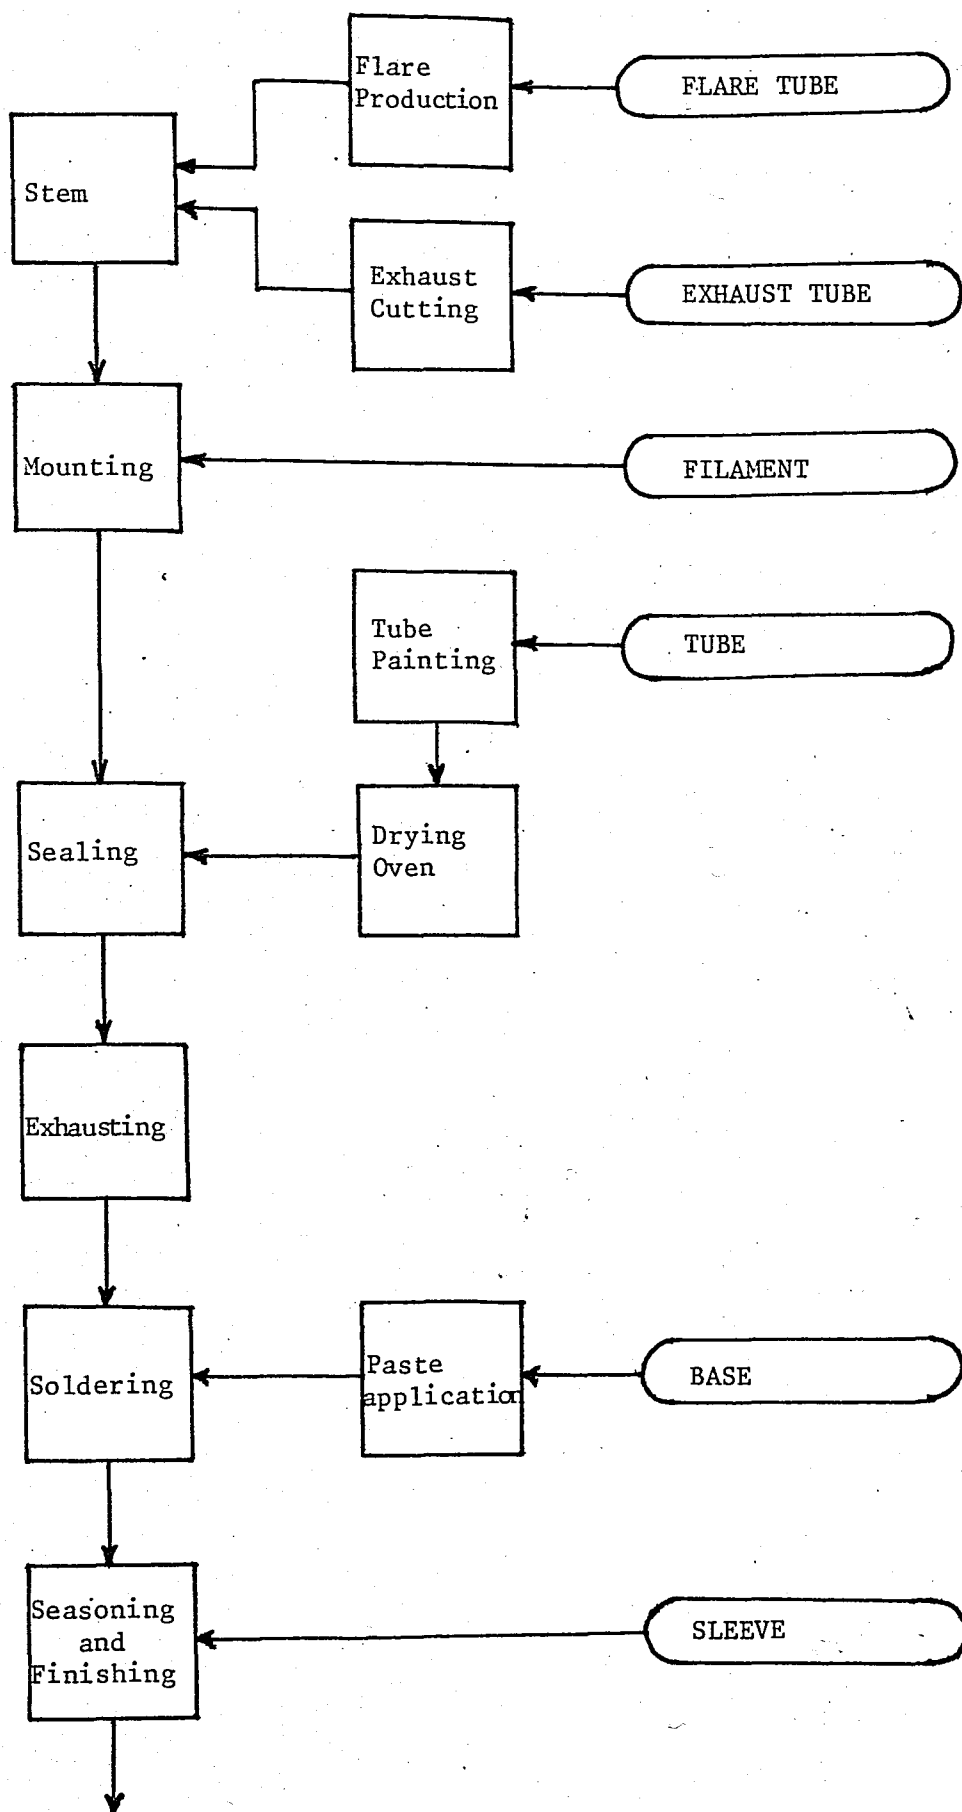 Flare
Production
FLARE TUBE
Stem
Exhaust
Cutting
EXHAUST TUBE
Mounting
FILAMENT
Tube
Painting
TUBE
Sealing
Drying
Oven
Exhausting
Soldering
Paste
application
BASE
Seasoning
and
Finishing
SLEEVE